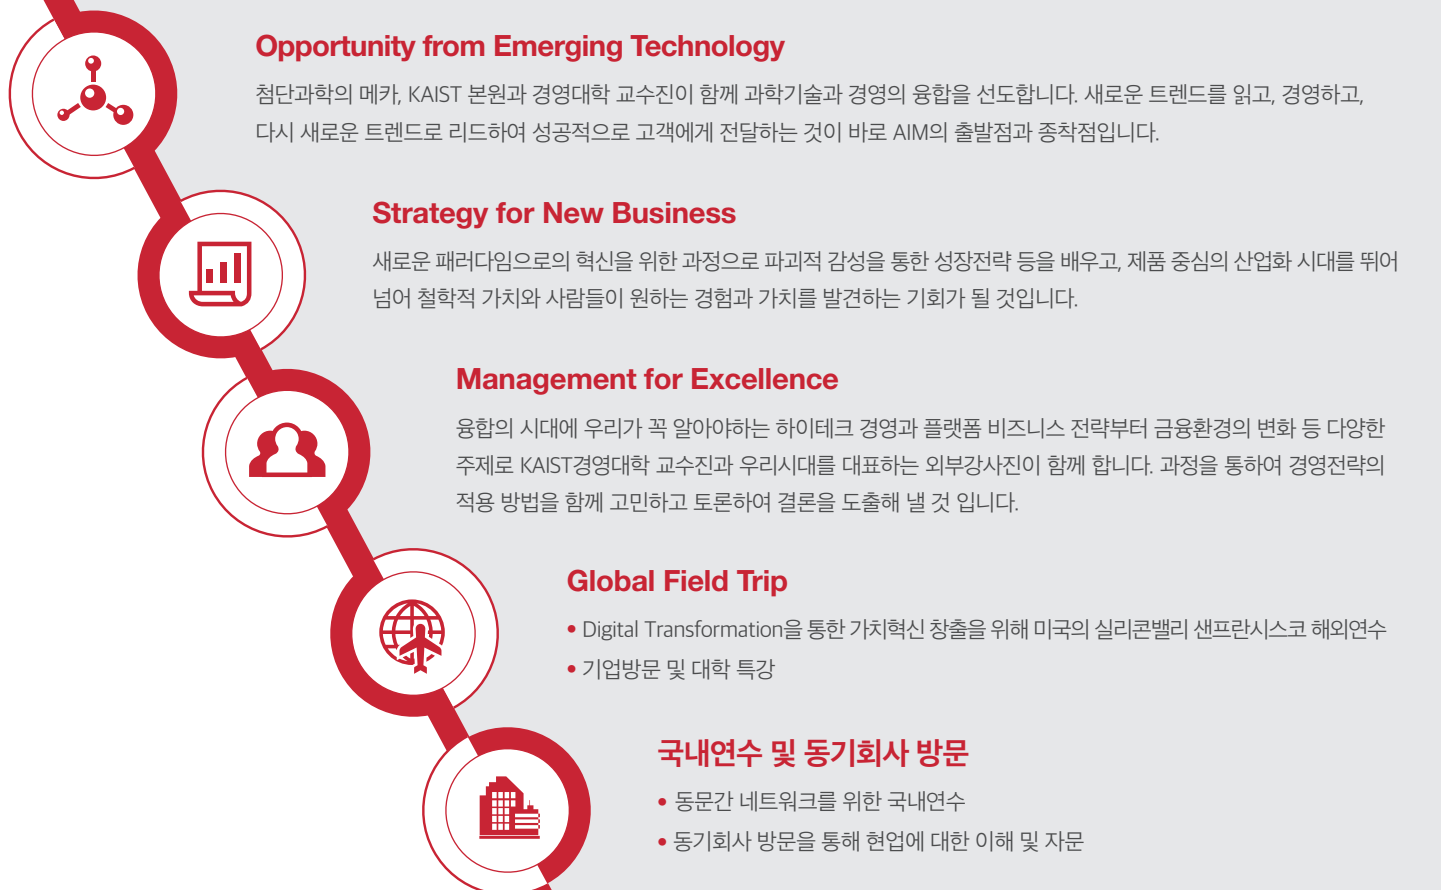 Opportunity from Emerging Technology
첨단과학의 메카, KAIST 본원과 경영대학 교수진이 함께 과학기술과 경영의 융합을 선도합니다. 새로운 트렌드를 읽고, 경영하고,
다시 새로운 트렌드로 리드하여 성공적으로 고객에게 전달하는 것이 바로 AIM의 출발점과 종착점입니다.
Strategy for New Business
새로운 패러다임으로의 혁신을 위한 과정으로 파괴적 감성을 통한 성장전략 등을 배우고, 제품 중심의 산업화 시대를 뛰어
넘어 철학적 가치와 사람들이 원하는 경험과 가치를 발견하는 기회가 될 것입니다.
Management for Excellence
융합의 시대에 우리가 꼭 알아야하는 하이테크 경영과 플랫폼 비즈니스 전략부터 금융환경의 변화 등 다양한
주제로 KAIST경영대학 교수진과 우리시대를 대표하는 외부강사진이 함께 합니다. 과정을 통하여 경영전략의
적용 방법을 함께 고민하고 토론하여 결론을 도출해 낼 것 입니다.
Global Field Trip
• Digital Transformation을 통한 가치혁신 창출을 위해 미국의 실리콘밸리 샌프란시스코 해외연수
• 기업방문 및 대학 특강
국내연수 및 동기회사 방문
• 동문간 네트워크를 위한 국내연수
• 동기회사 방문을 통해 현업에 대한 이해 및 자문